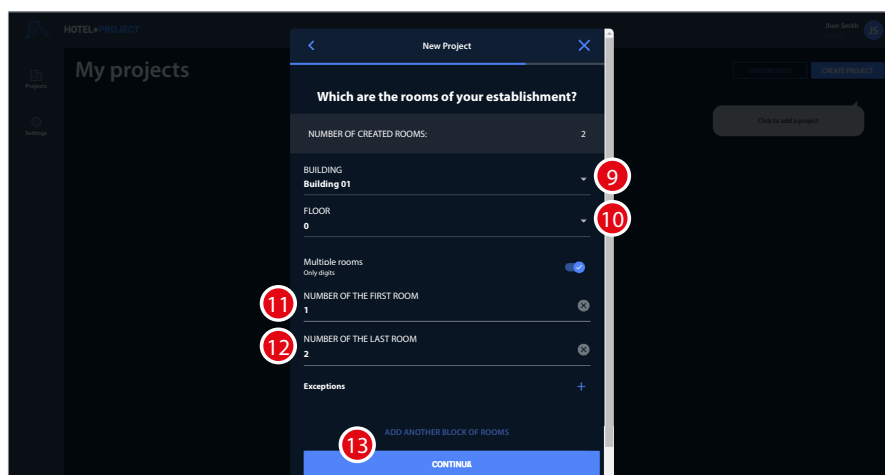 HOTEL+PROJECT
Jhon Smith
JS
My projects
Projects
Settings
CREATE PROJECT
Click to add a project
New Project
Which are the rooms of your establishment?
NUMBER OF CREATED ROOMS: 2
BUILDING
Building 01
9
FLOOR
0
10
Multiple rooms
Only digits
NUMBER OF THE FIRST ROOM
1
11
NUMBER OF THE LAST ROOM
2
12
Exceptions
ADD ANOTHER BLOCK OF ROOMS
13
CONTINUA